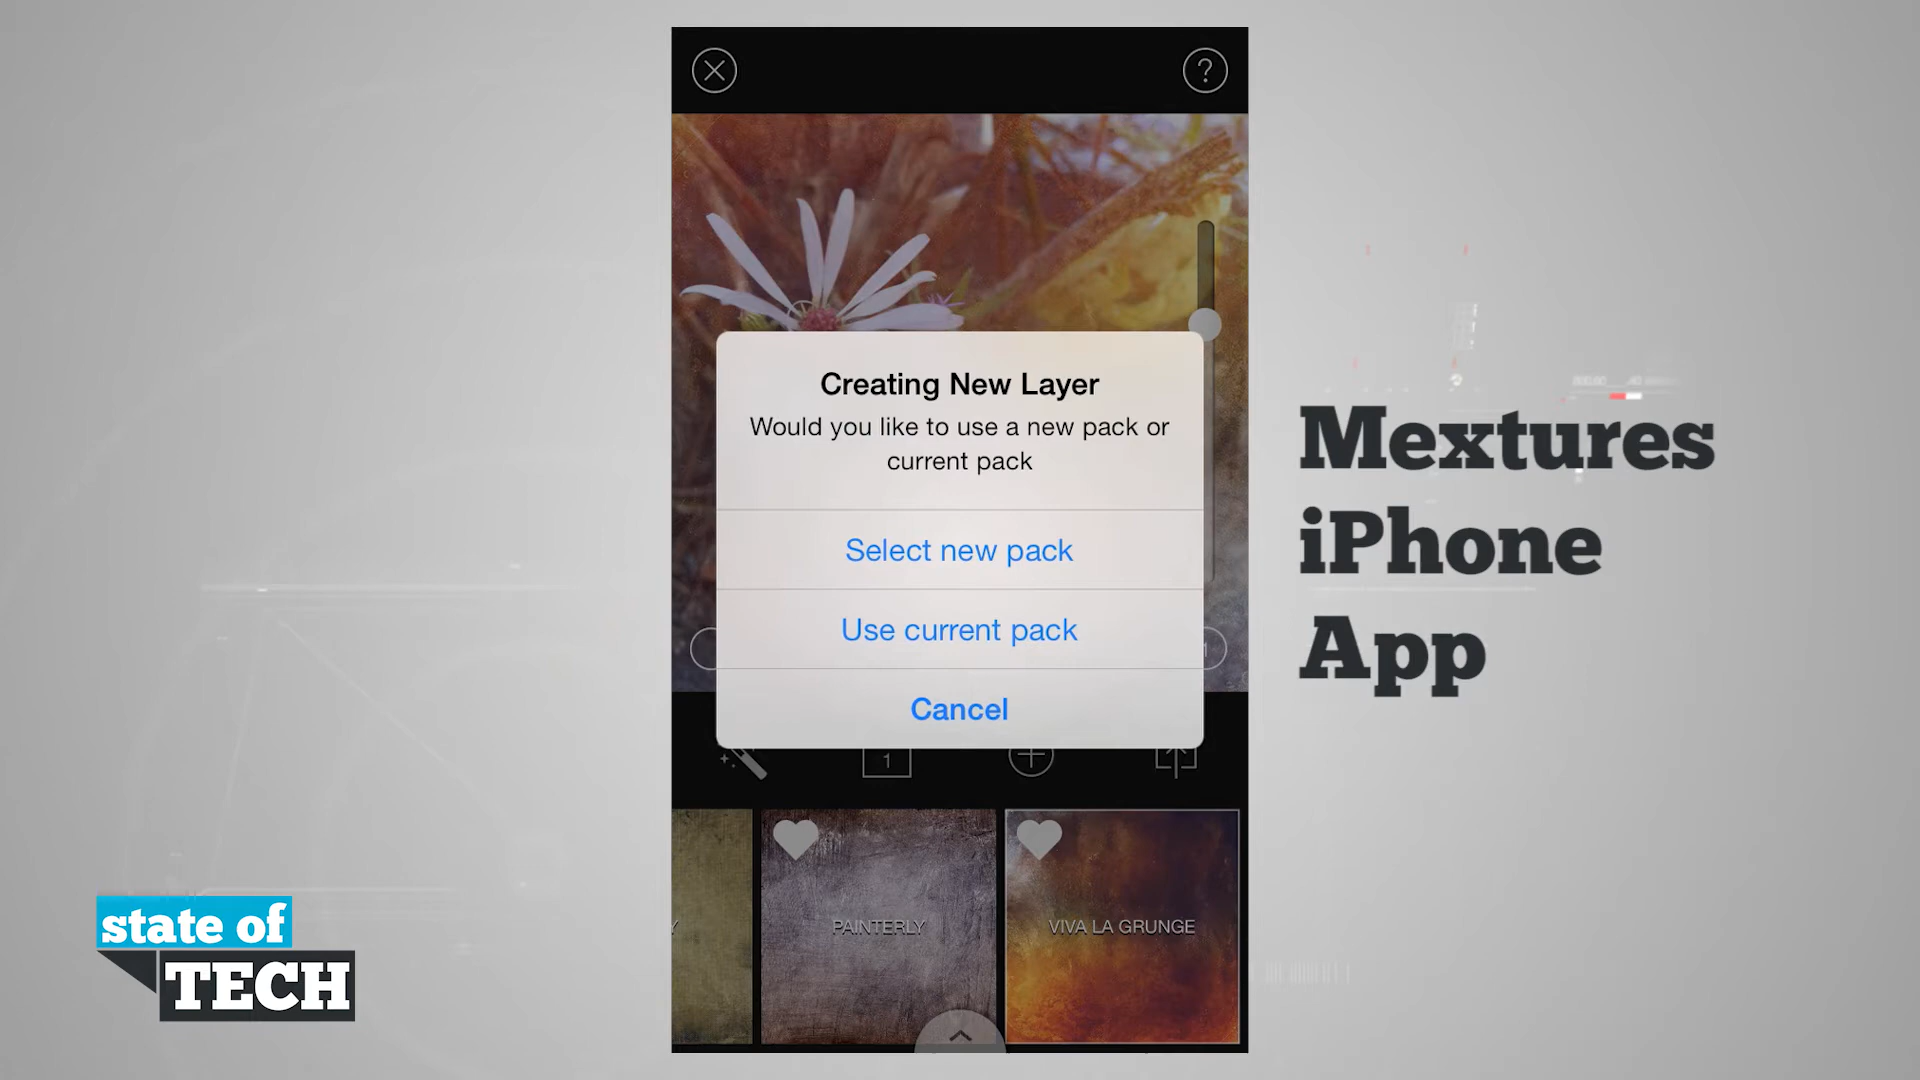 ?
Creating New Layer
Would you like to use a new pack or
current pack
Select new pack
Use current pack
Cancel
1
PAINTERLY
VIVA LA GRUNGE
Mextures
iPhone
App
state of
TECH